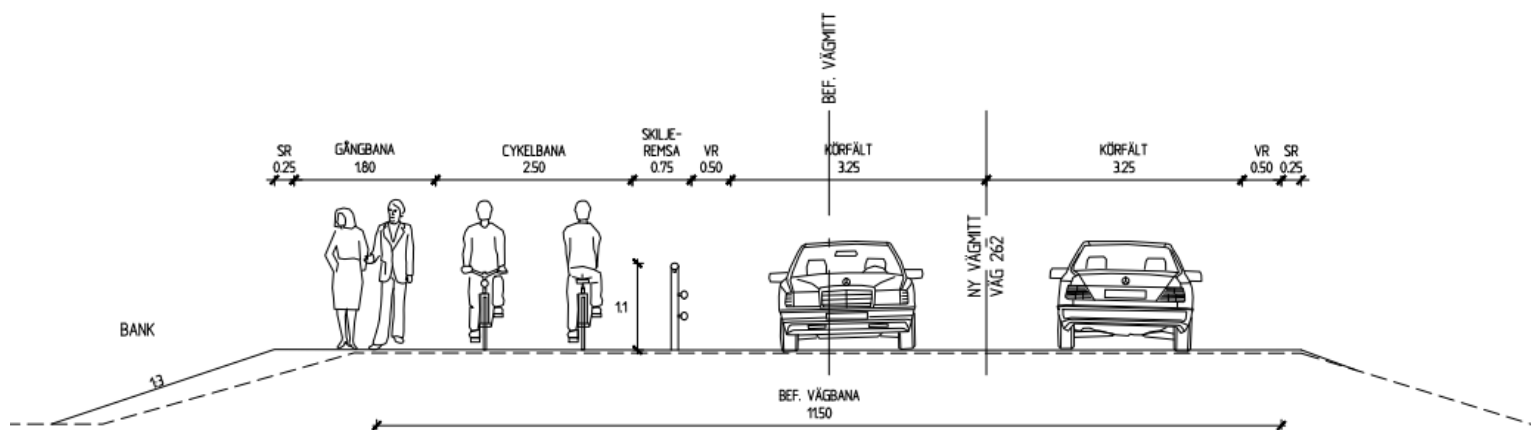 BEF. VÄGMITT
SR
0.25
GÅNGBANA
1.80
CYKELBANA
2.50
SKILJE-
REMSA
0.75
VR
0.50
KÖRFÄLT
3.25
KÖRFÄLT
3.25
VR
0.50
SR
0.25
NY VÄGMITT
VÄG 262
1.1
BANK
1:3
BEF. VÄGBANA
11.50